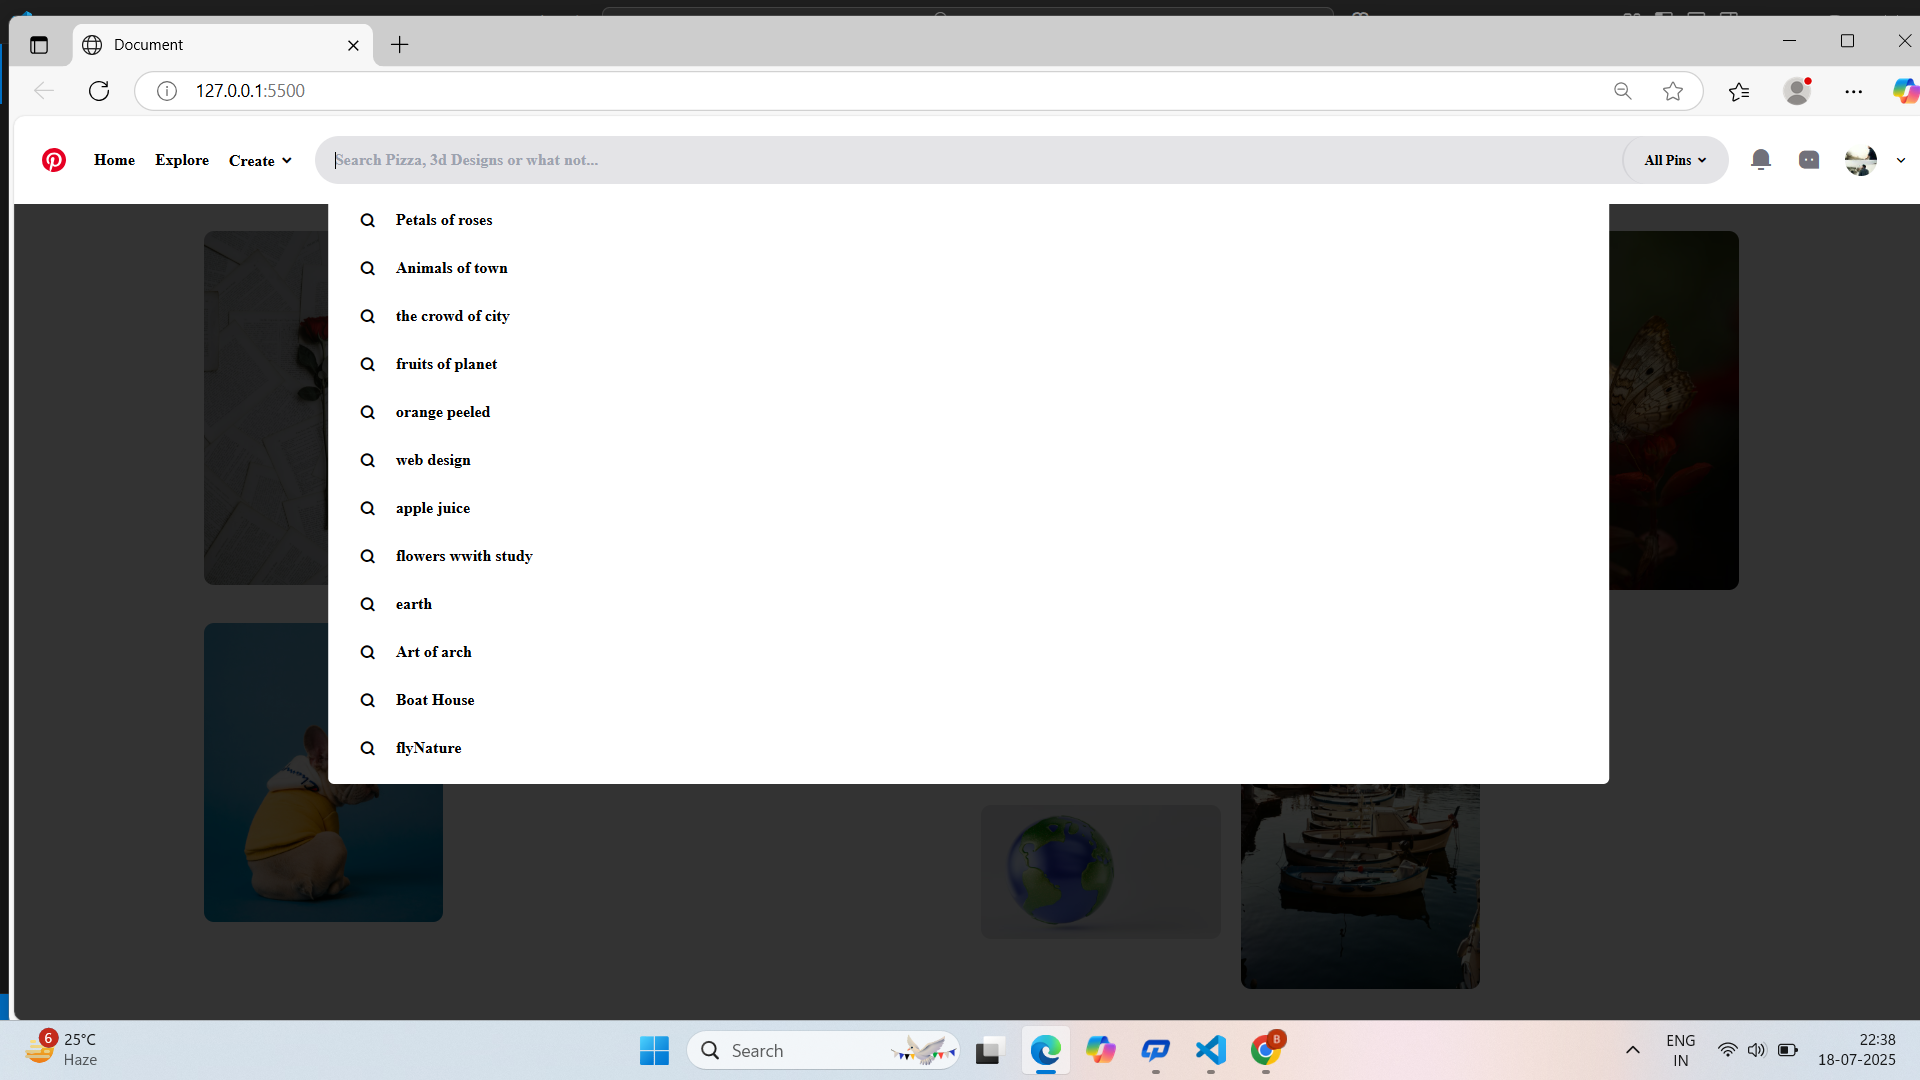 Document
127.0.0.1:5500
Home Explore Create Search Pizza, 3d Designs or what not... All Pins
Petals of roses
Animals of town
the crowd of city
fruits of planet
orange peeled
web design
apple juice
flowers wwith study
earth
Art of arch
Boat House
flyNature
6 25°C
Haze
Search
B
ENG
IN
22:38
18-07-2025